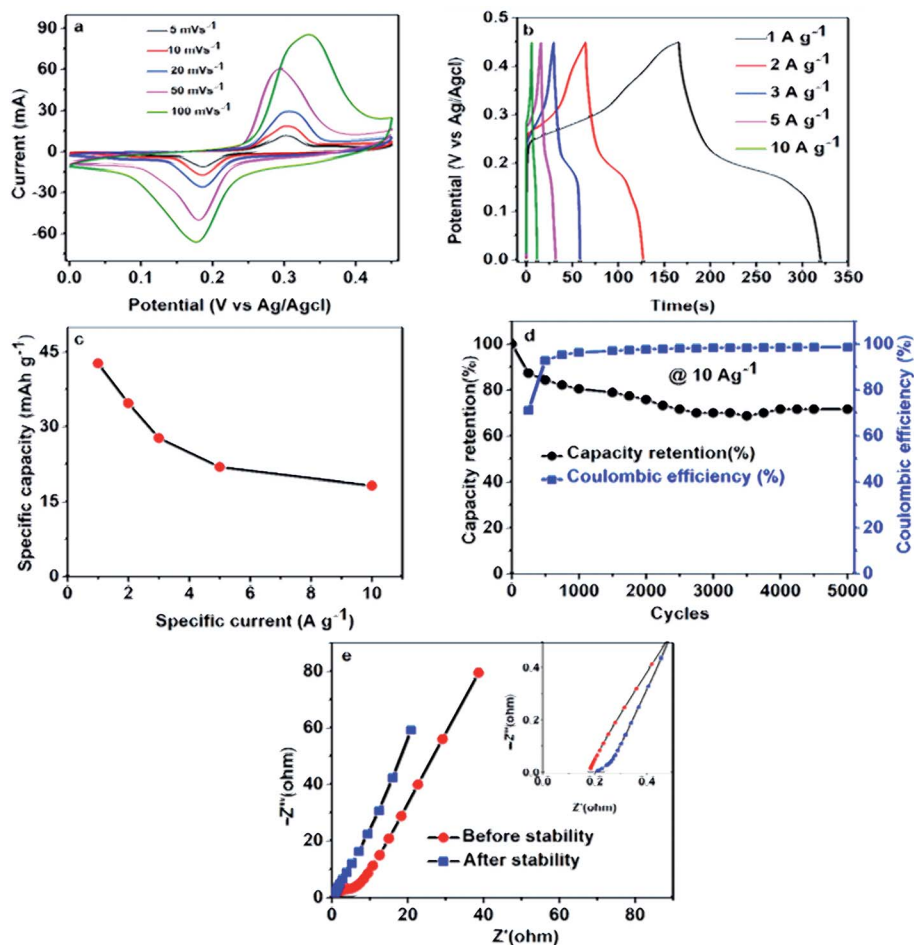 a
5 mVs⁻¹
10 mVs⁻¹
20 mVs⁻¹
50 mVs⁻¹
100 mVs⁻¹
90
60
30
0
-30
-60
Current (mA)
0.0 0.1 0.2 0.3 0.4
Potential (V vs Ag/Agcl)
b
1 A g⁻¹
2 A g⁻¹
3 A g⁻¹
5 A g⁻¹
10 A g⁻¹
0.5
0.4
0.3
0.2
0.1
0.0
Potential (V vs Ag/Agcl)
0 50 100 150 200 250 300 350
Time(s)
c
45
30
15
0
Specific capacity (mAh g⁻¹)
0 2 4 6 8 10
Specific current (A g⁻¹)
d
@ 10 Ag⁻¹
Capacity retention(%)
Coulombic efficiency (%)
100
80
60
40
20
0
Capacity retention(%)
100
80
60
40
20
0
Coulombic efficiency (%)
0 1000 2000 3000 4000 5000
Cycles
e
80
60
40
20
0
-Z''(ohm)
Before stability
After stability
0 20 40 60 80
Z'(ohm)
0.4
0.2
0.0
-Z''(ohm)
0.0 0.2 0.4
Z'(ohm)